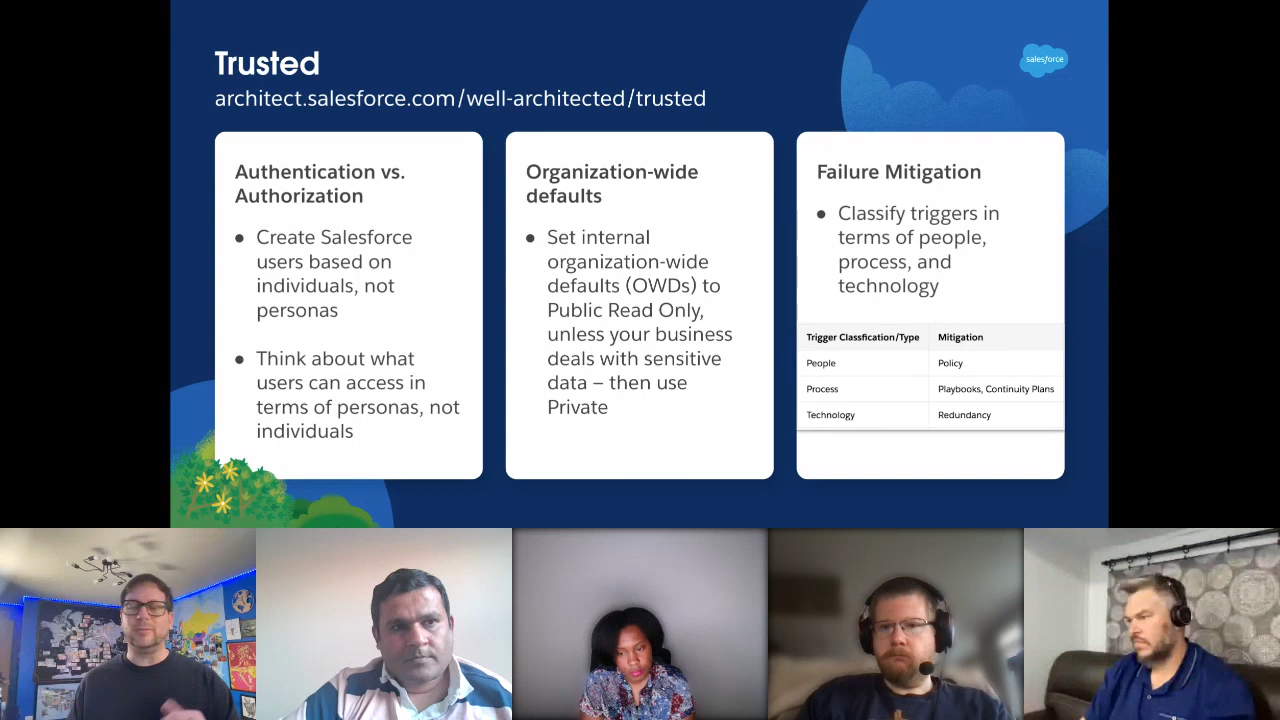 Trusted
architect.salesforce.com/well-architected/trusted
salesforce
Authentication vs.
Authorization
● Create Salesforce
users based on
individuals, not
personas
● Think about what
users can access in
terms of personas, not
individuals
Organization-wide
defaults
● Set internal
organization-wide
defaults (OWDs) to
Public Read Only,
unless your business
deals with sensitive
data – then use
Private
Failure Mitigation
● Classify triggers in
terms of people,
process, and
technology
Trigger Classfication/Type Mitigation
People Policy
Process Playbooks, Continuity Plans
Technology Redundancy